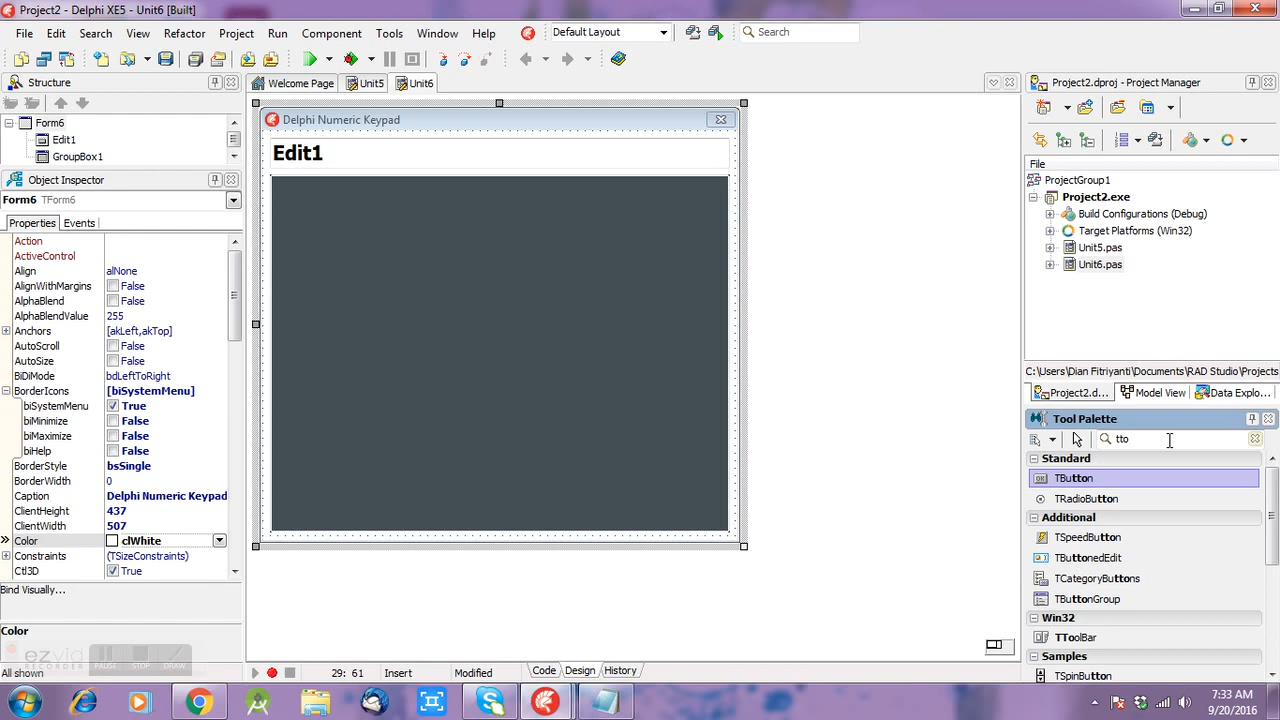 Project2 - Delphi XE5 - Unit6 [Built]
File Edit Search View Refactor Project Run Component Tools Window Help
Default Layout
Search
Structure
Form6
Edit1
GroupBox1
Object Inspector
Form6 TForm6
Properties Events
Action
ActiveControl
Align alNone
AlignWithMargins False
AlphaBlend False
AlphaBlendValue 255
Anchors [akLeft,akTop]
AutoScroll False
AutoSize False
BiDiMode bdLeftToRight
BorderIcons [biSystemMenu]
biSystemMenu True
biMinimize False
biMaximize False
biHelp False
BorderStyle bsSingle
BorderWidth 0
Caption Delphi Numeric Keypad
ClientHeight 437
ClientWidth 507
Color clWhite
Constraints (TSizeConstraints)
Ctl3D True
Bind Visually...
Color
ezvid
RECORDER
PAUSE STOP DRAW
All shown
Welcome Page Unit5 Unit6
Delphi Numeric Keypad
Edit1
29: 61 Insert Modified Code Design History
Project2.dproj - Project Manager
File
ProjectGroup1
Project2.exe
Build Configurations (Debug)
Target Platforms (Win32)
Unit5.pas
Unit6.pas
C:\Users\Dian Fitriyanti\Documents\RAD Studio\Projects
Project2.d... Model View Data Explo...
Tool Palette
tto
Standard
TButton
TRadioButton
Additional
TSpeedButton
TButtonedEdit
TCategoryButtons
TButtonGroup
Win32
TToolBar
Samples
TSpinButton
7:33 AM
9/20/2016